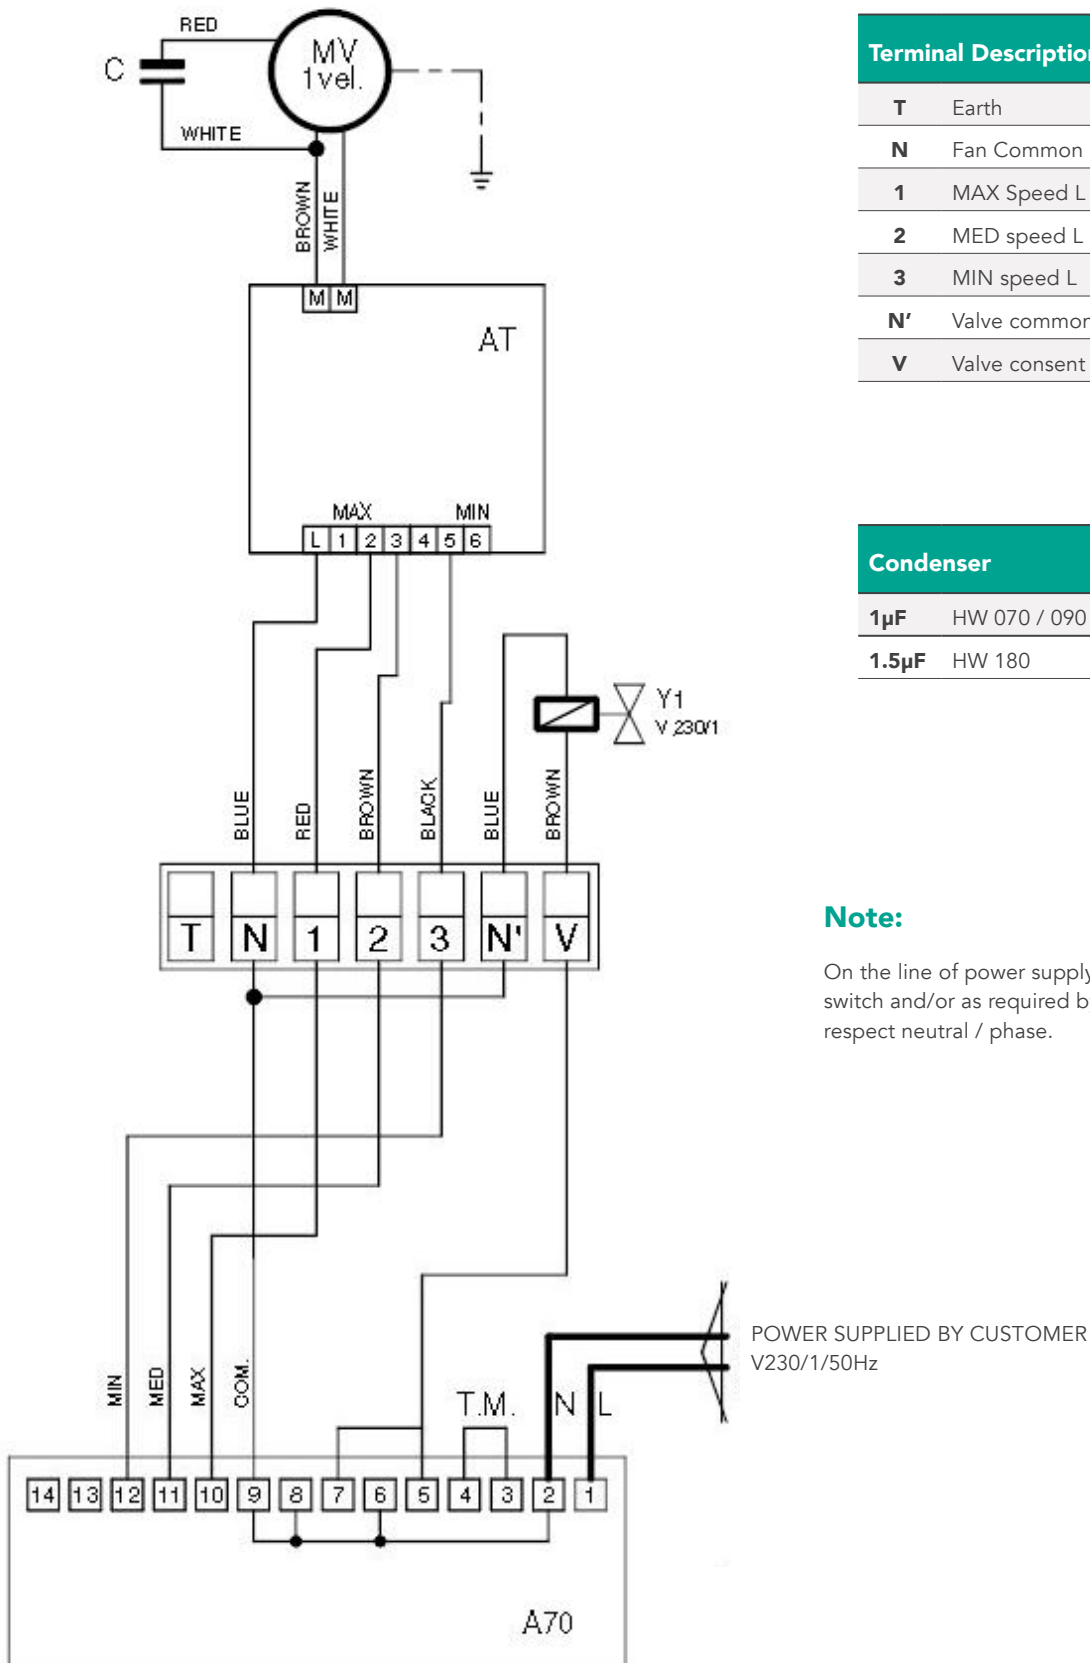 RED
C
MV
1vel.
WHITE
BROWN
WHITE
M M
AT
MAX MIN
L 1 2 3 4 5 6
Y1
V,230/1
BLUE
RED
BROWN
BLACK
BLUE
BROWN
T N 1 2 3 N' V
MIN
MED
MAX
COM.
T.M.
N L
14 13 12 11 10 9 8 7 6 5 4 3 2 1
A70
POWER SUPPLIED BY CUSTOMER
V230/1/50Hz
Terminal Description
T Earth
N Fan Common
1 MAX Speed L
2 MED speed L
3 MIN speed L
N' Valve common
V Valve consent
Condenser
1µF HW 070 / 090
1.5µF HW 180
Note:
On the line of power supply
switch and/or as required b
respect neutral / phase.